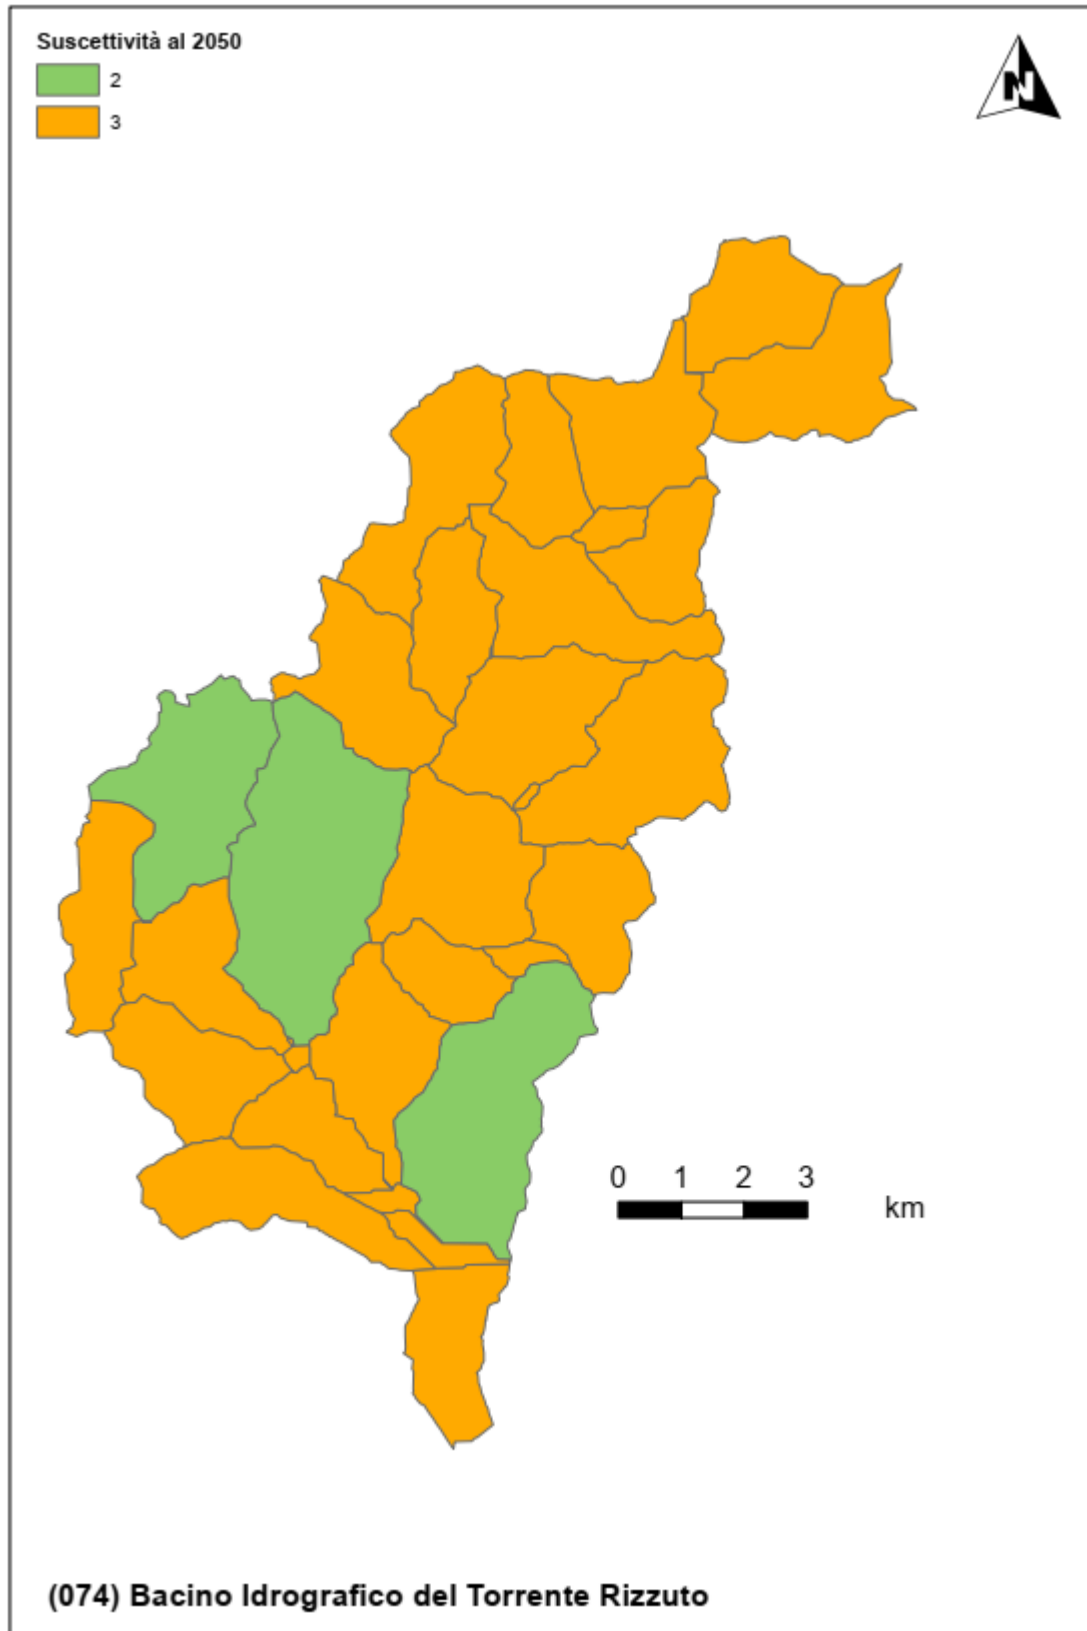 Suscettività al 2050
2
3
N
0 1 2 3
km
(074) Bacino Idrografico del Torrente Rizzuto